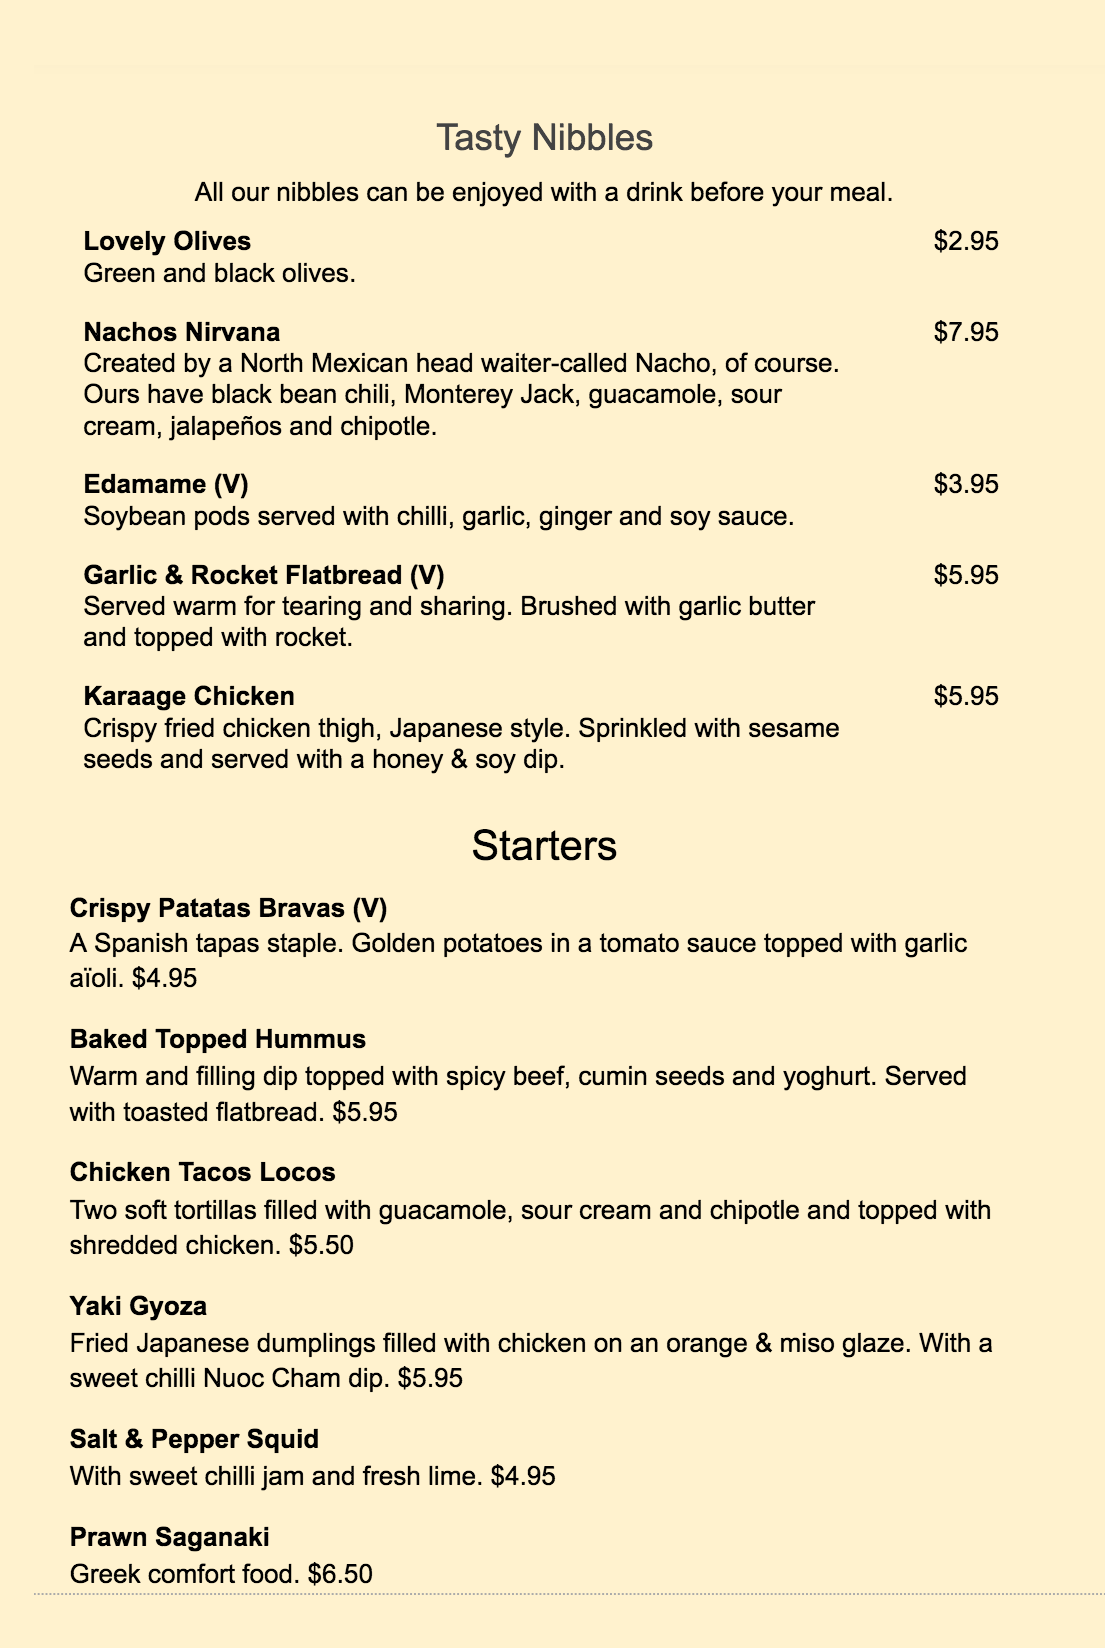 Tasty Nibbles
All our nibbles can be enjoyed with a drink before your meal.
Lovely Olives $2.95
Green and black olives.
Nachos Nirvana $7.95
Created by a North Mexican head waiter-called Nacho, of course.
Ours have black bean chili, Monterey Jack, guacamole, sour
cream, jalapeños and chipotle.
Edamame (V) $3.95
Soybean pods served with chilli, garlic, ginger and soy sauce.
Garlic & Rocket Flatbread (V) $5.95
Served warm for tearing and sharing. Brushed with garlic butter
and topped with rocket.
Karaage Chicken $5.95
Crispy fried chicken thigh, Japanese style. Sprinkled with sesame
seeds and served with a honey & soy dip.
Starters
Crispy Patatas Bravas (V)
A Spanish tapas staple. Golden potatoes in a tomato sauce topped with garlic
aïoli. $4.95
Baked Topped Hummus
Warm and filling dip topped with spicy beef, cumin seeds and yoghurt. Served
with toasted flatbread. $5.95
Chicken Tacos Locos
Two soft tortillas filled with guacamole, sour cream and chipotle and topped with
shredded chicken. $5.50
Yaki Gyoza
Fried Japanese dumplings filled with chicken on an orange & miso glaze. With a
sweet chilli Nuoc Cham dip. $5.95
Salt & Pepper Squid
With sweet chilli jam and fresh lime. $4.95
Prawn Saganaki
Greek comfort food. $6.50